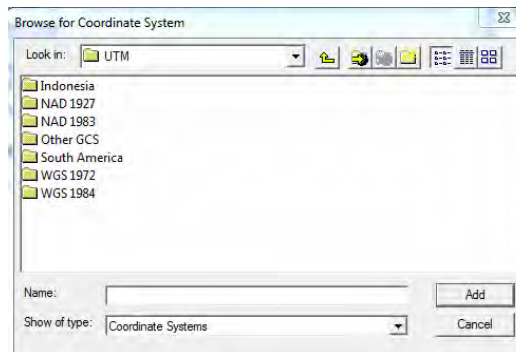 Browse for Coordinate System
Look in: UTM
Indonesia
NAD 1927
NAD 1983
Other GCS
South America
WGS 1972
WGS 1984
Name: Add
Show of type: Coordinate Systems Cancel